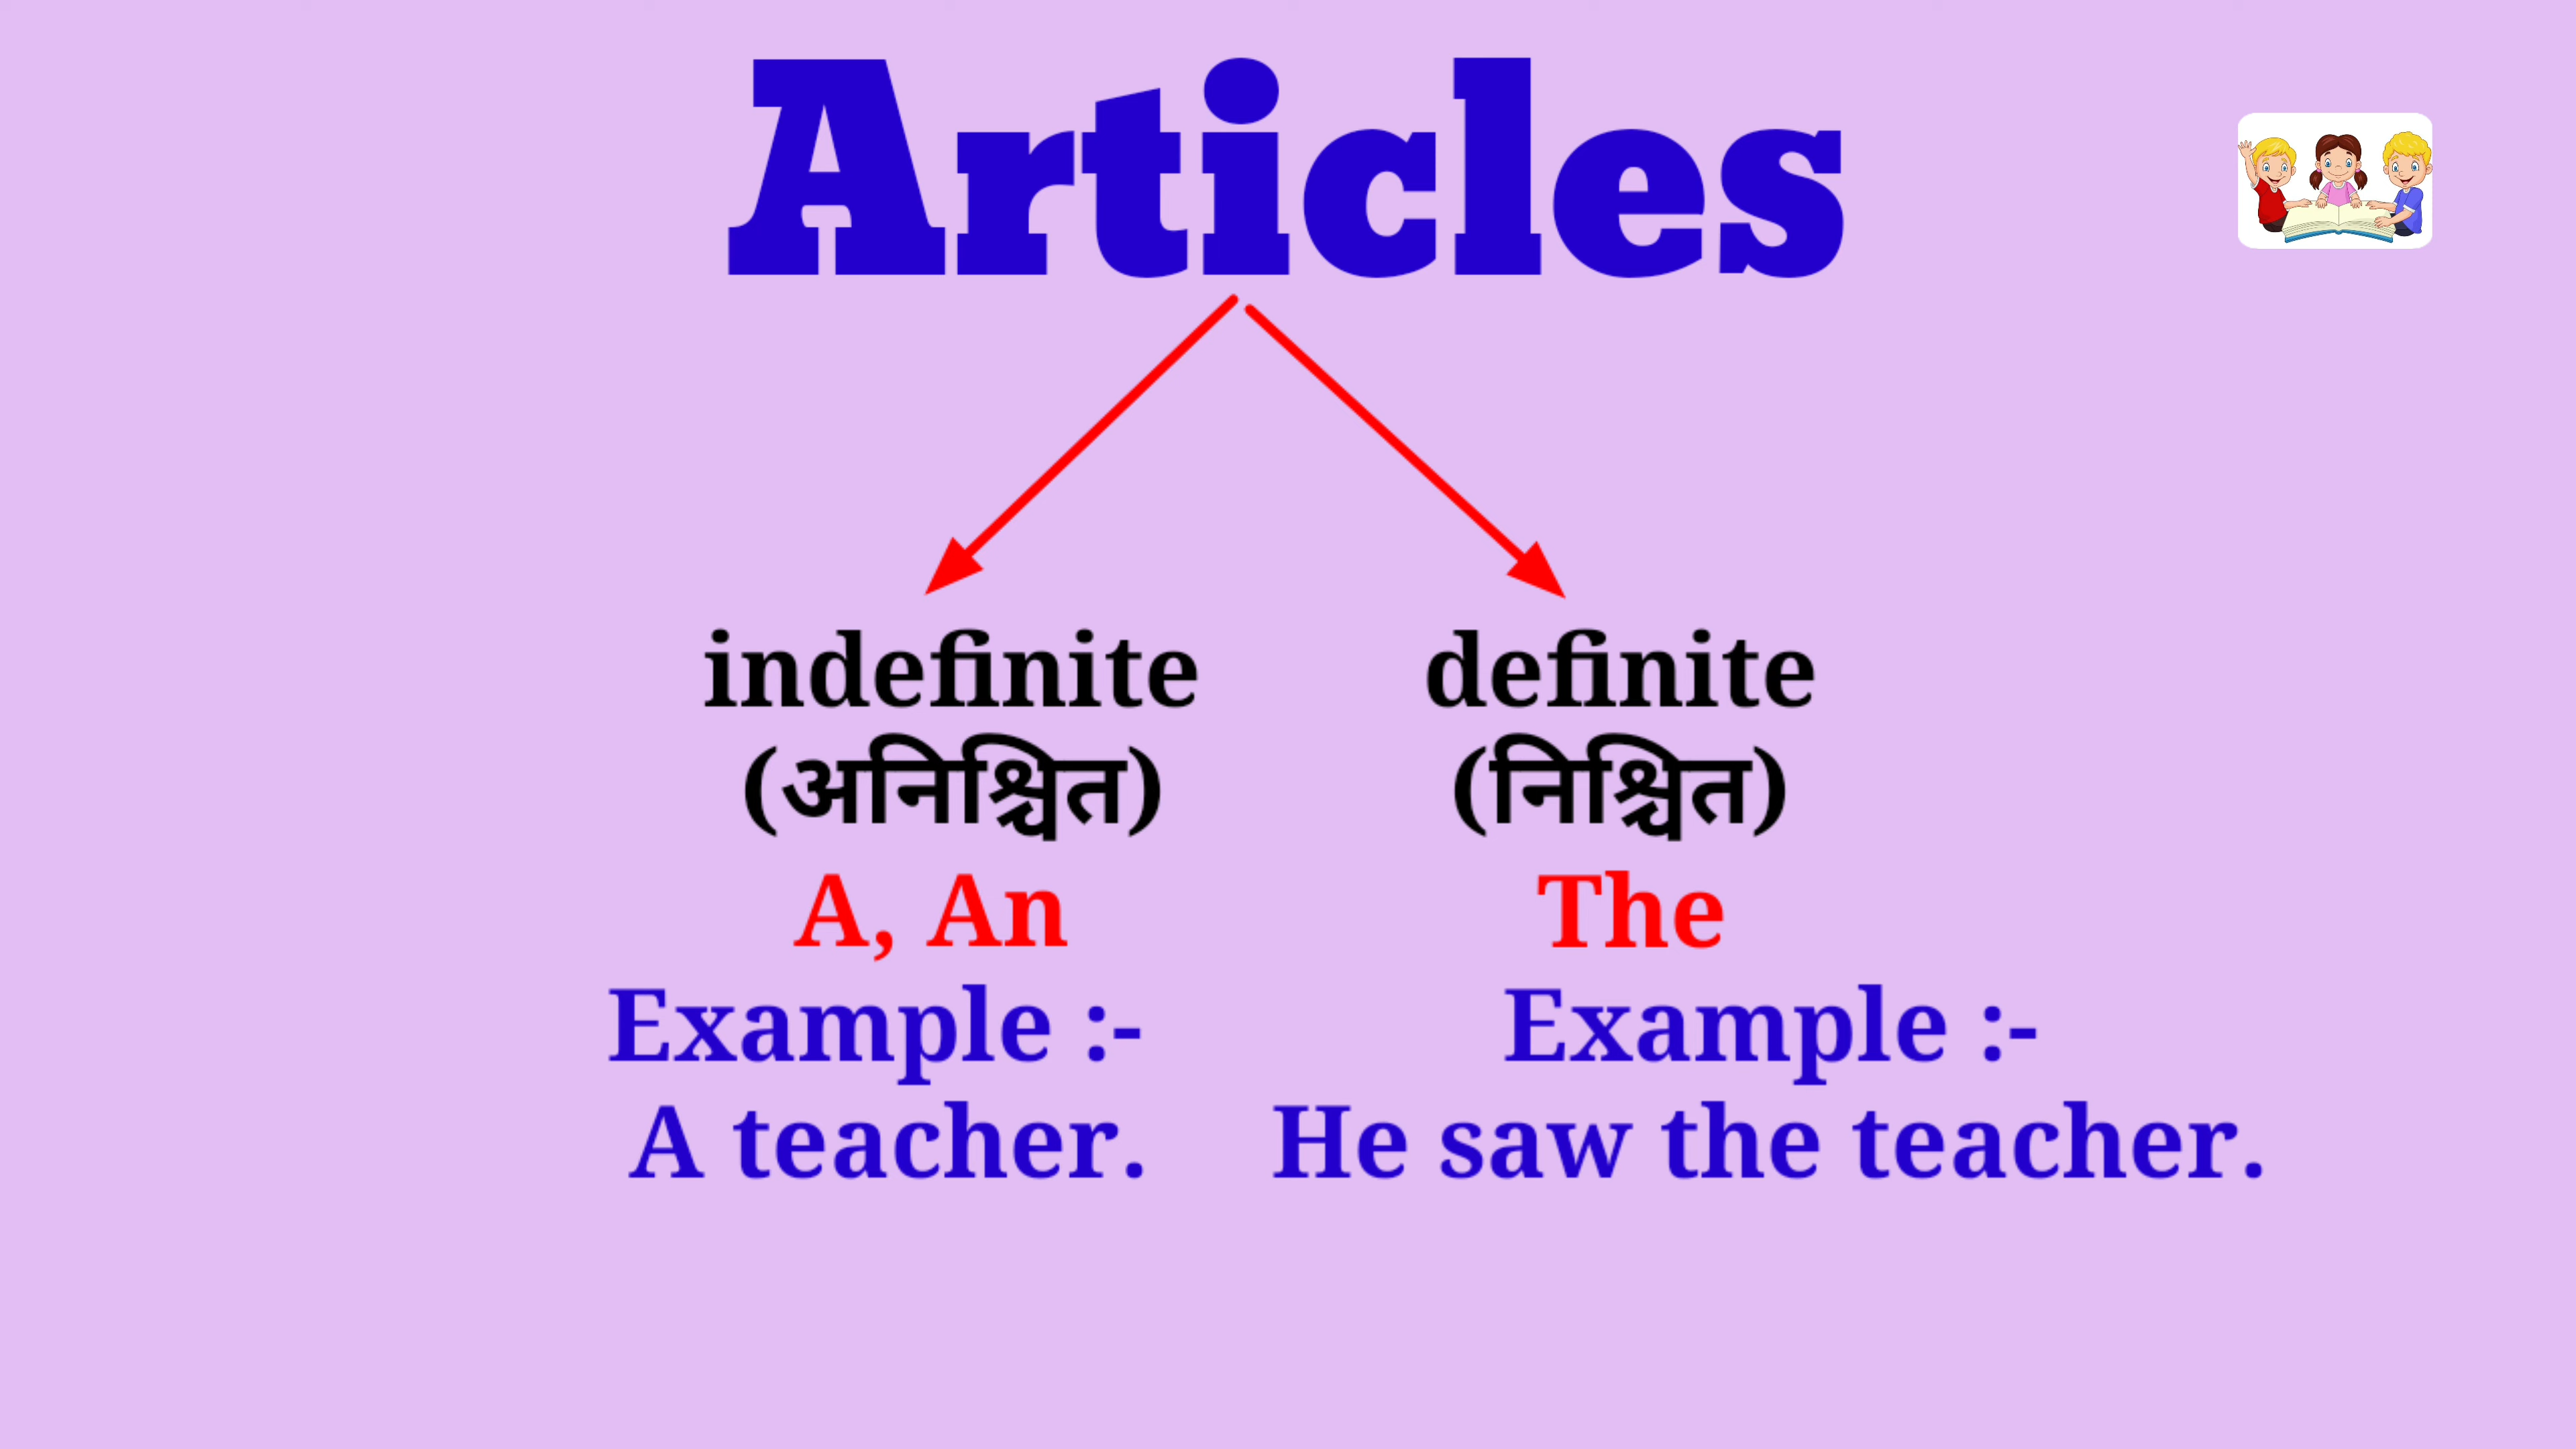 Articles
indefinite
(अनिश्चित)
A, An
Example :-
A teacher.
definite
(निश्चित)
The
Example :-
He saw the teacher.